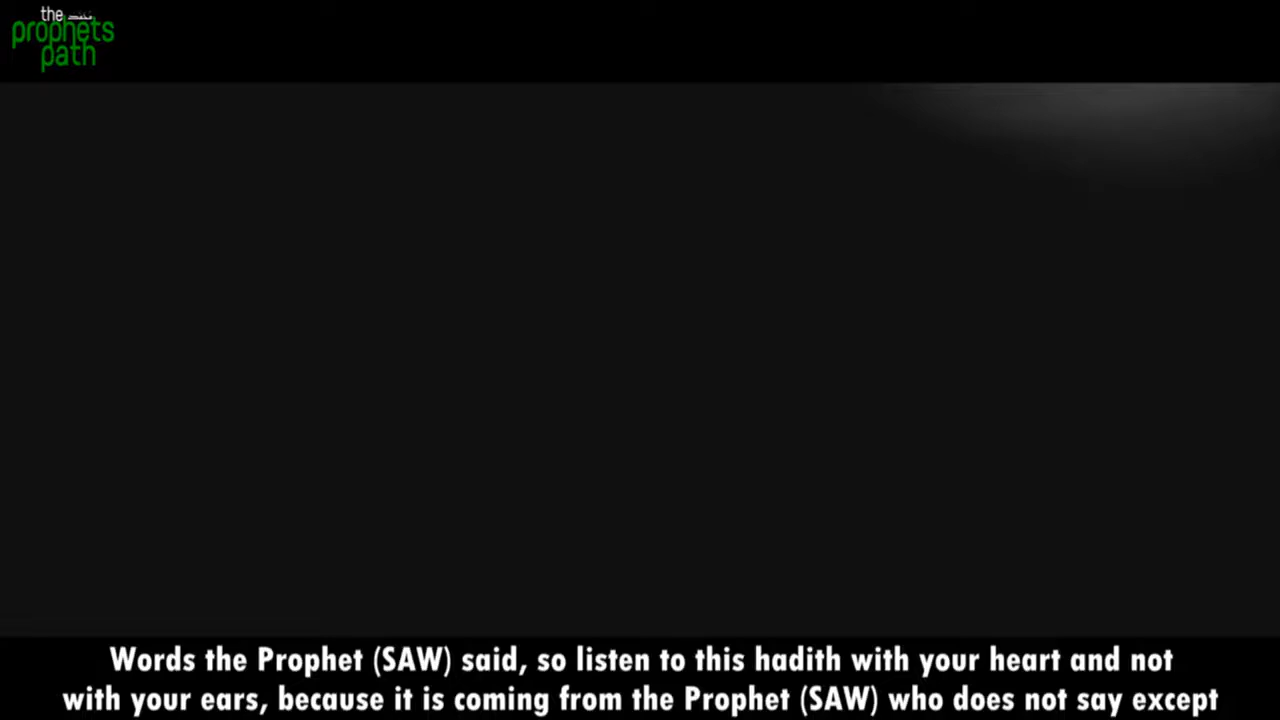 the
prophets
path
Words the Prophet (SAW) said, so listen to this hadith with your heart and not
with your ears, because it is coming from the Prophet (SAW) who does not say except